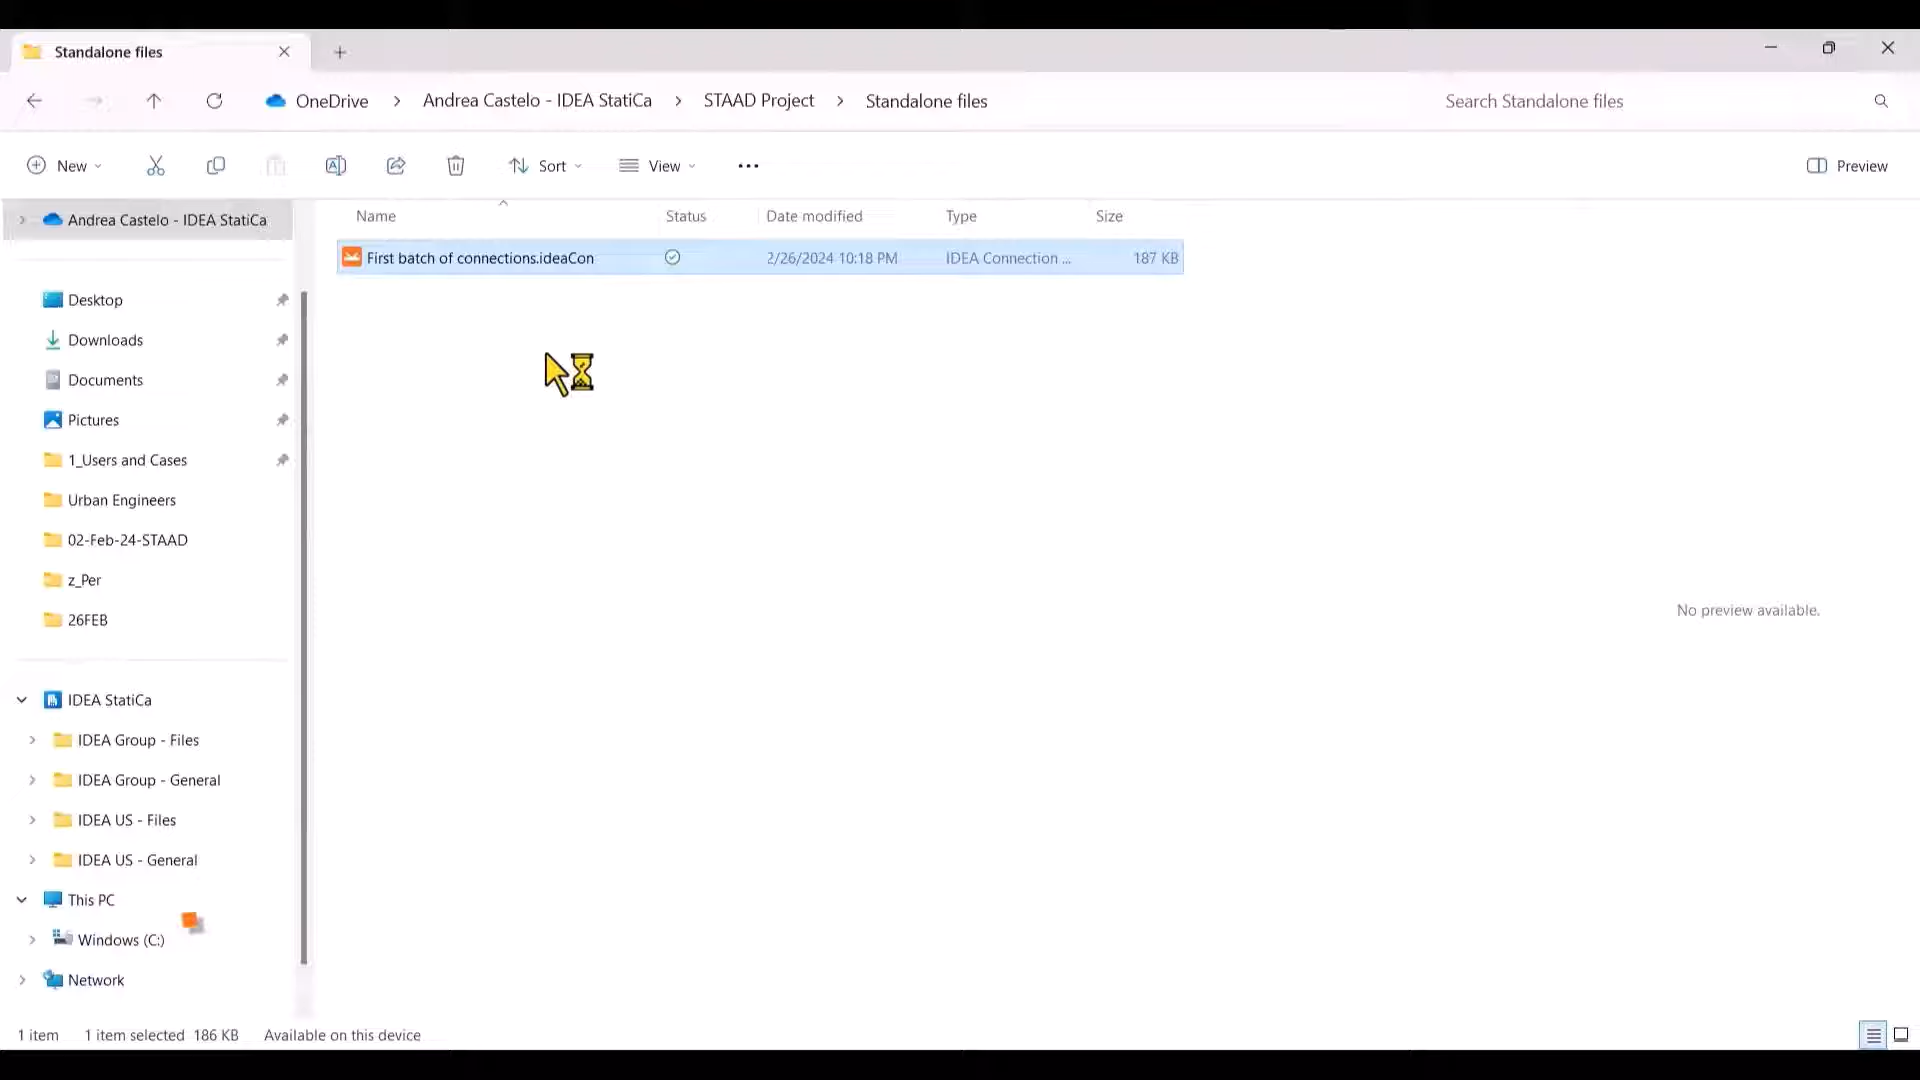 Standalone files
OneDrive > Andrea Castelo - IDEA StatiCa > STAAD Project > Standalone files
Search Standalone files
New
Sort
View
Preview
Andrea Castelo - IDEA StatiCa
Name Status Date modified Type Size
First batch of connections.ideaCon 2/26/2024 10:18 PM IDEA Connection ... 187 KB
Desktop
Downloads
Documents
Pictures
1_Users and Cases
Urban Engineers
02-Feb-24-STAAD
z_Per
26FEB
No preview available.
IDEA StatiCa
IDEA Group - Files
IDEA Group - General
IDEA US - Files
IDEA US - General
This PC
Windows (C:)
Network
1 item 1 item selected 186 KB Available on this device